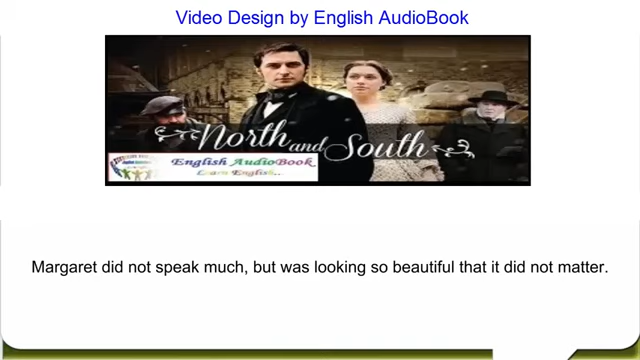 Video Design by English AudioBook
North and South
English AudioBook
Learn English...
Margaret did not speak much, but was looking so beautiful that it did not matter.